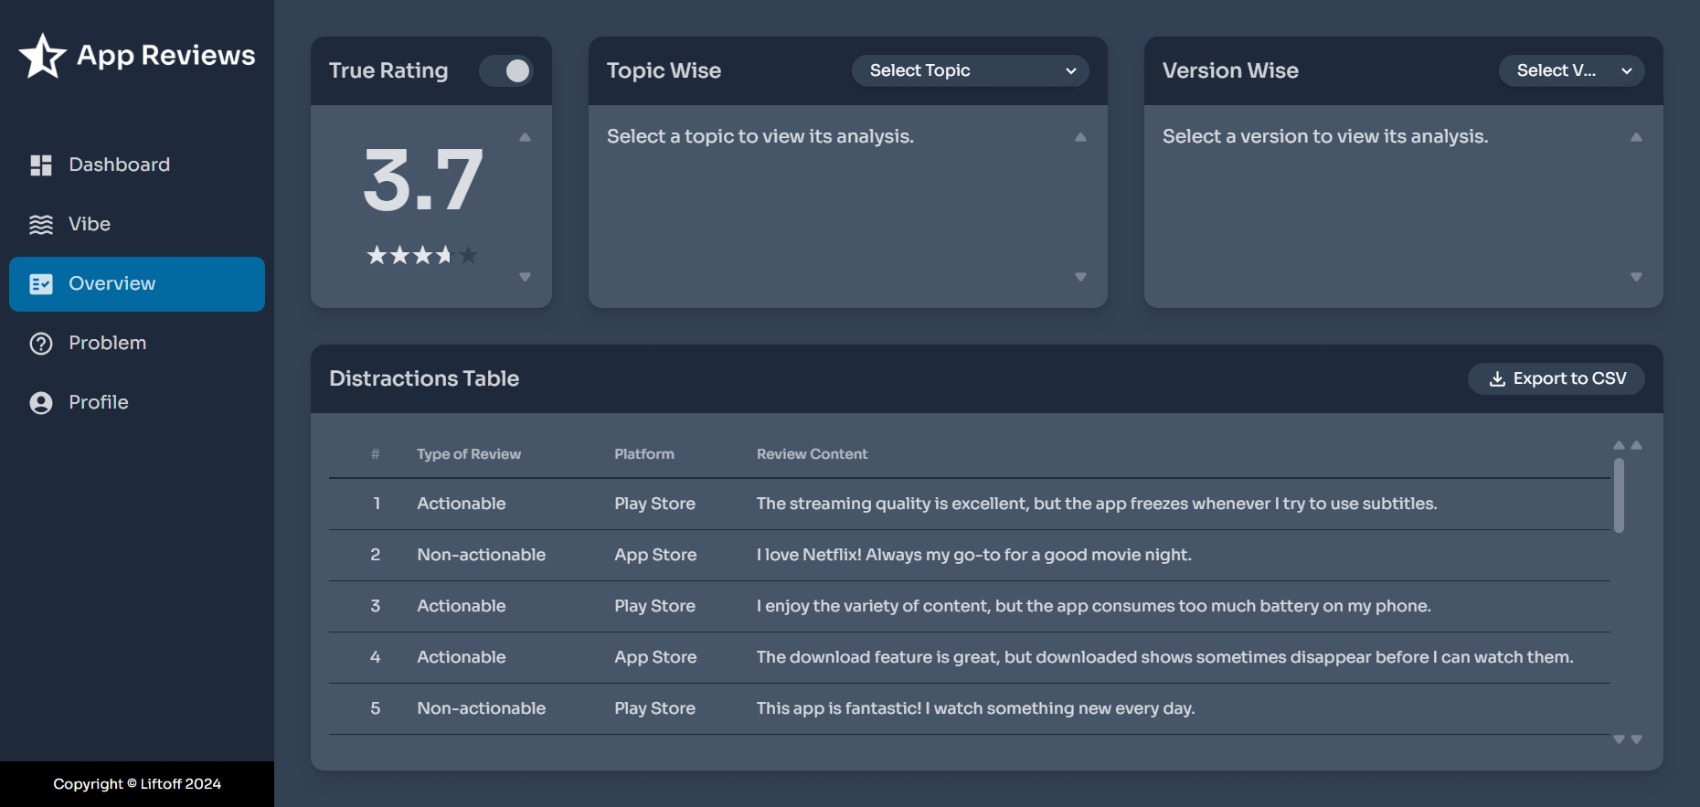 App Reviews
Dashboard
Vibe
Overview
Problem
Profile
Copyright © Liftoff 2024
True Rating
3.7
Topic Wise
Select Topic
Select a topic to view its analysis.
Version Wise
Select V...
Select a version to view its analysis.
Distractions Table
Export to CSV
# Type of Review Platform Review Content
1 Actionable Play Store The streaming quality is excellent, but the app freezes whenever I try to use subtitles.
2 Non-actionable App Store I love Netflix! Always my go-to for a good movie night.
3 Actionable Play Store I enjoy the variety of content, but the app consumes too much battery on my phone.
4 Actionable App Store The download feature is great, but downloaded shows sometimes disappear before I can watch them.
5 Non-actionable Play Store This app is fantastic! I watch something new every day.